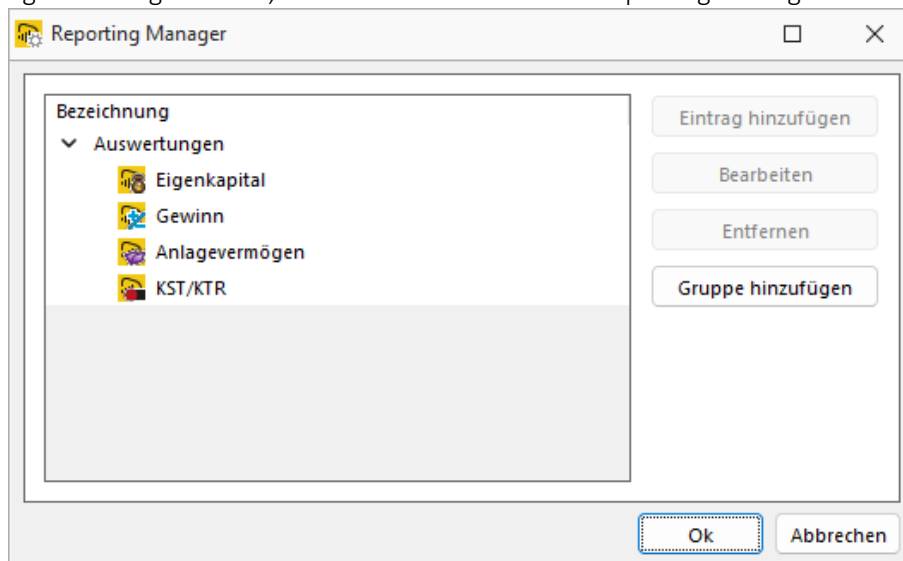 Reporting Manager
Bezeichnung
Auswertungen
Eigenkapital
Gewinn
Anlagevermögen
KST/KTR
Eintrag hinzufügen
Bearbeiten
Entfernen
Gruppe hinzufügen
Ok
Abbrechen